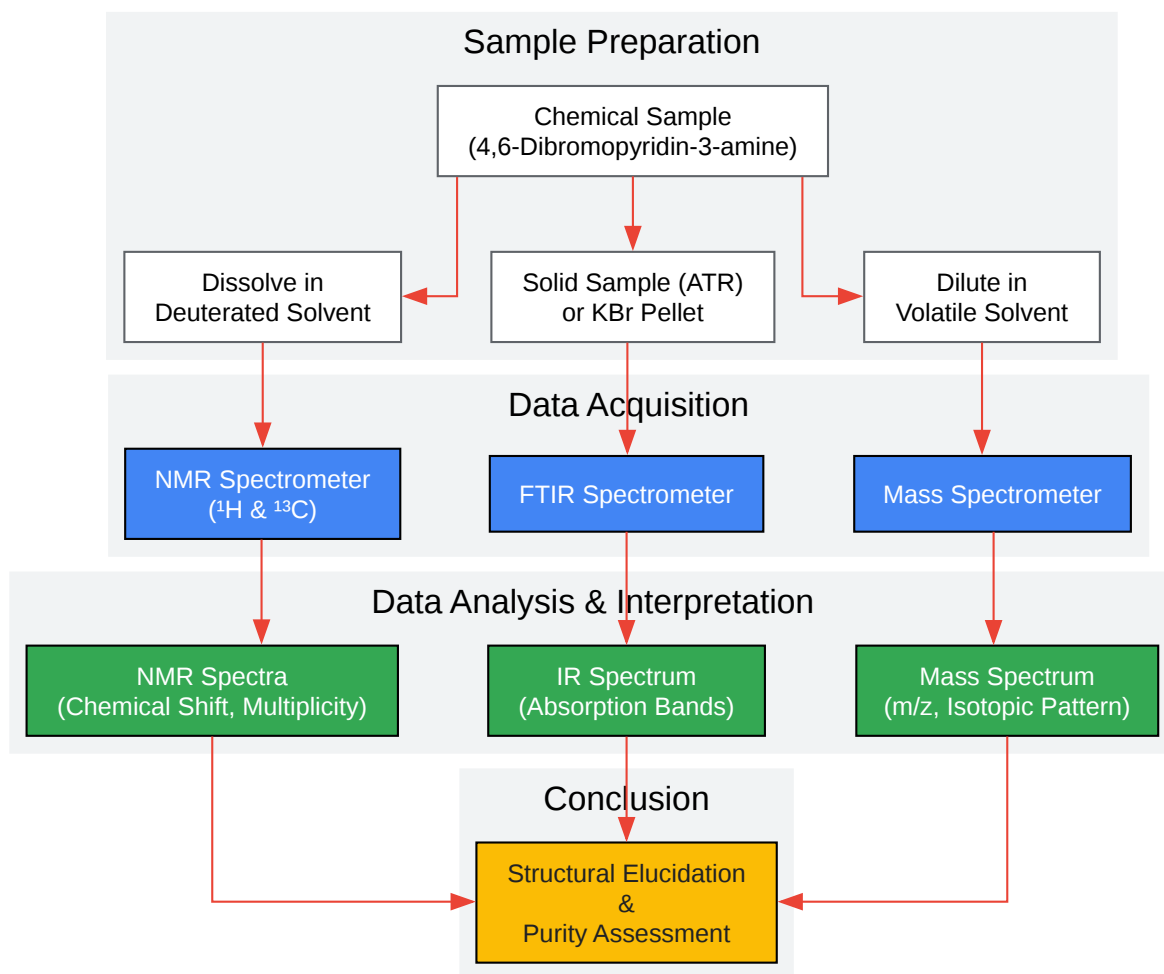 Sample Preparation
Chemical Sample
(4,6-Dibromopyridin-3-amine)
Dissolve in
Deuterated Solvent
Solid Sample (ATR)
or KBr Pellet
Dilute in
Volatile Solvent
Data Acquisition
NMR Spectrometer
(¹H & ¹³C)
FTIR Spectrometer
Mass Spectrometer
Data Analysis & Interpretation
NMR Spectra
(Chemical Shift, Multiplicity)
IR Spectrum
(Absorption Bands)
Mass Spectrum
(m/z, Isotopic Pattern)
Conclusion
Structural Elucidation
&
Purity Assessment